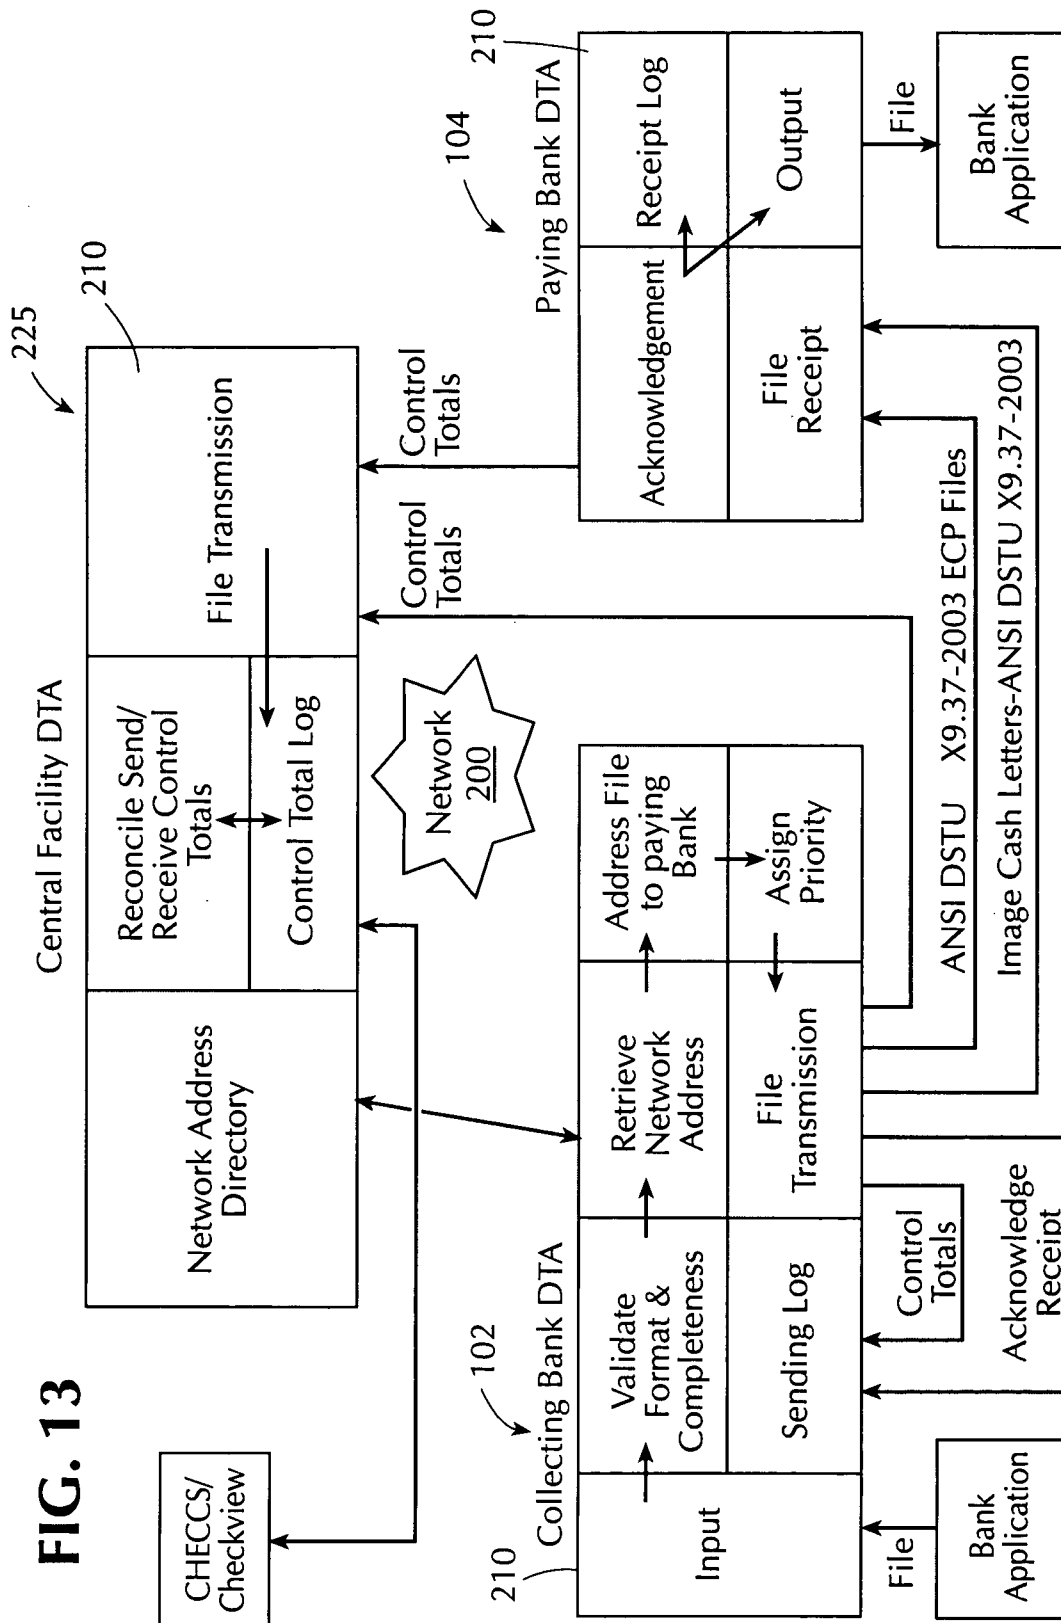 FIG. 13
CHECCS/
Checkview
Central Facility DTA
225
210
Network Address
Directory
Reconcile Send/
Receive Control
Totals
Control Total Log
File Transmission
Network
200
Control
Totals
Control
Totals
102
Collecting Bank DTA
210
Input
Validate
Format &
Completeness
Retrieve
Network
Address
Address File
to paying
Bank
Sending Log
File
Transmission
Assign
Priority
File
Bank
Application
Control
Totals
Acknowledge
Receipt
104
Paying Bank DTA
210
Acknowledgement
Receipt Log
File
Receipt
Output
ANSI DSTU X9.37-2003 ECP Files
Image Cash Letters-ANSI DSTU X9.37-2003
File
Bank
Application